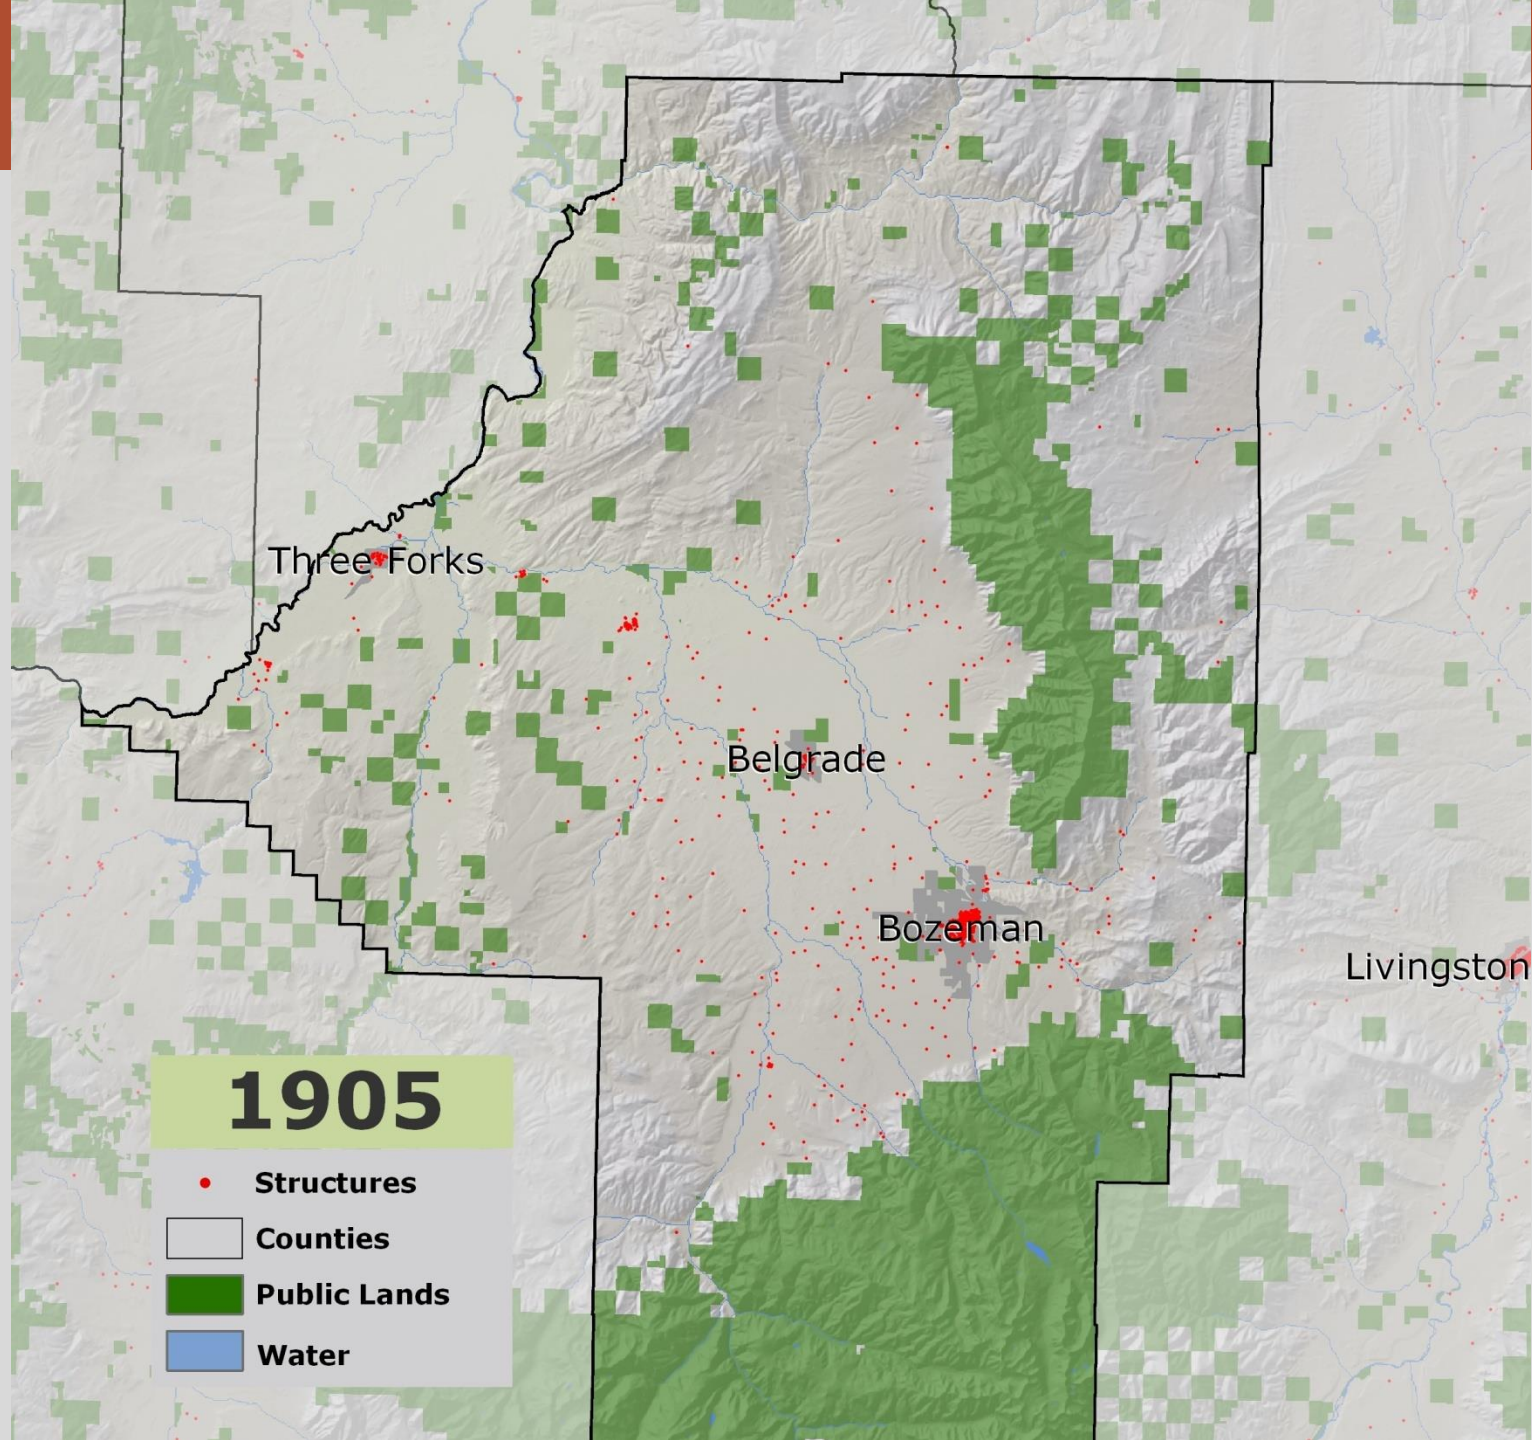 Three Forks
Belgrade
Bozeman
Livingston
1905
Structures
Counties
Public Lands
Water